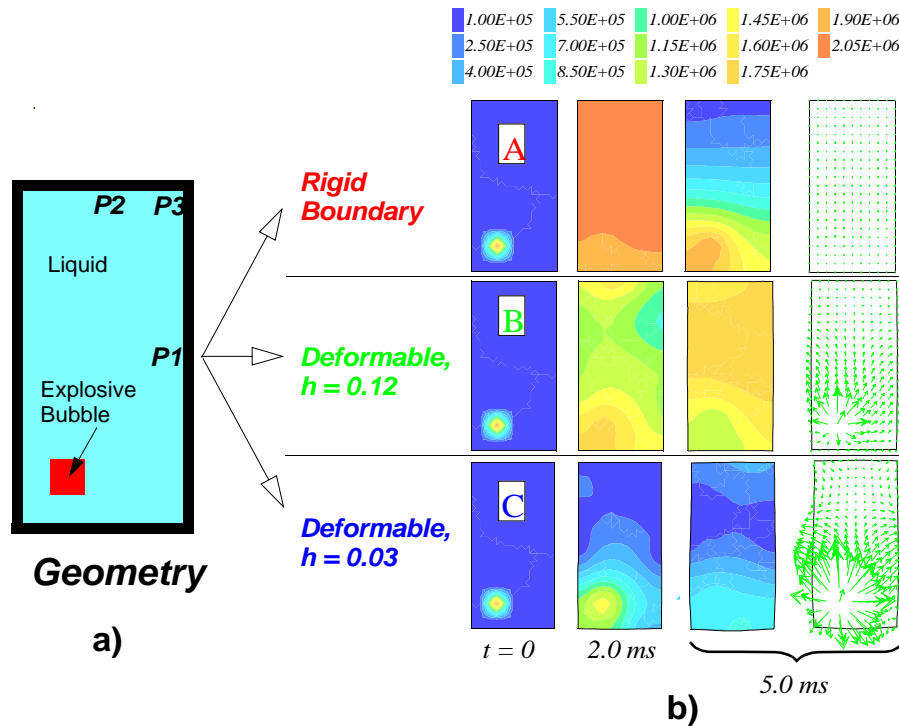 1.00E+05 5.50E+05 1.00E+06 1.45E+06 1.90E+06
2.50E+05 7.00E+05 1.15E+06 1.60E+06 2.05E+06
4.00E+05 8.50E+05 1.30E+06 1.75E+06
P2 P3
Liquid
P1
Explosive
Bubble
Geometry
a)
Rigid
Boundary
A
Deformable,
h = 0.12
B
Deformable,
h = 0.03
C
t = 0 2.0 ms
5.0 ms
b)